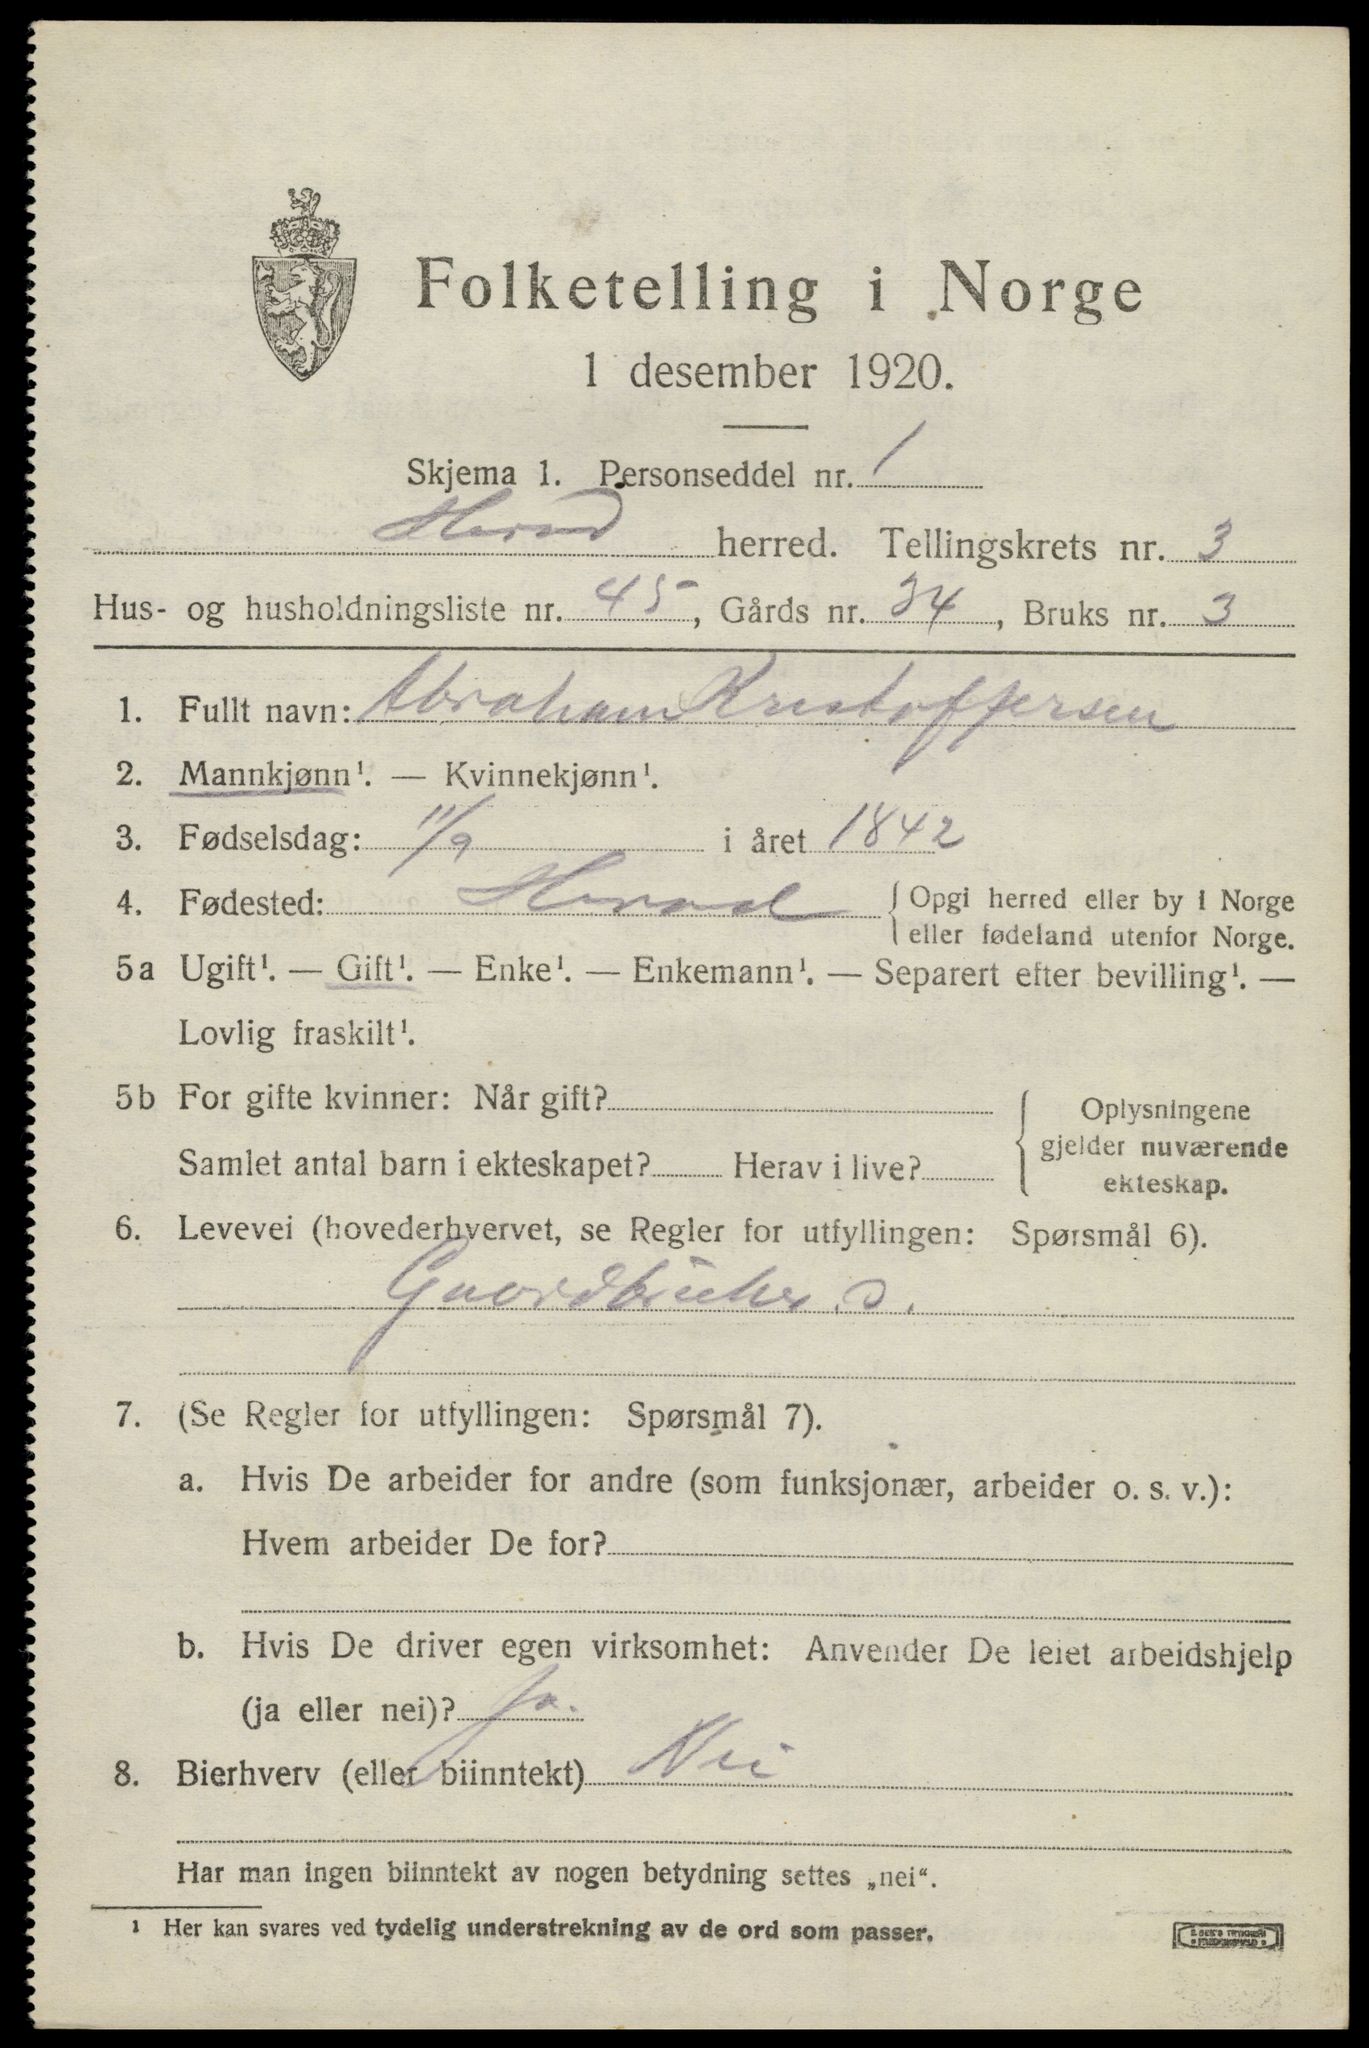 Folketelling i Norge
1 desember 1920.
Skjema 1. Personseddel nr. 1
Herad herred. Tellingskrets nr. 3
Hus- og husholdningsliste nr. 45, Gårds nr. 34, Bruks nr. 3
1. Fullt navn: Abraham Kristoffersen
2. Mannkjønn¹. — Kvinnekjønn¹.
3. Fødselsdag: 11/9 i året 1842
4. Fødested: Herad { Opgi herred eller by i Norge
eller fødeland utenfor Norge.
5a Ugift¹. — Gift¹. — Enke¹. — Enkemann¹. — Separert efter bevilling¹. —
Lovlig fraskilt¹.
5b For gifte kvinner: Når gift? { Oplysningene
gjelder nuværende
Samlet antal barn i ekteskapet? Herav i live?
ekteskap.
6. Levevei (hovederhvervet, se Regler for utfyllingen: Spørsmål 6).
Gaardbruker. S.
7. (Se Regler for utfyllingen: Spørsmål 7).
a. Hvis De arbeider for andre (som funksjonær, arbeider o. s. v.):
Hvem arbeider De for?
b. Hvis De driver egen virksomhet: Anvender De leiet arbeidshjelp
(ja eller nei)? Ja.
8. Bierhverv (eller biinntekt) Nei
Har man ingen biinntekt av nogen betydning settes „nei“.
¹ Her kan svares ved tydelig understrekning av de ord som passer.